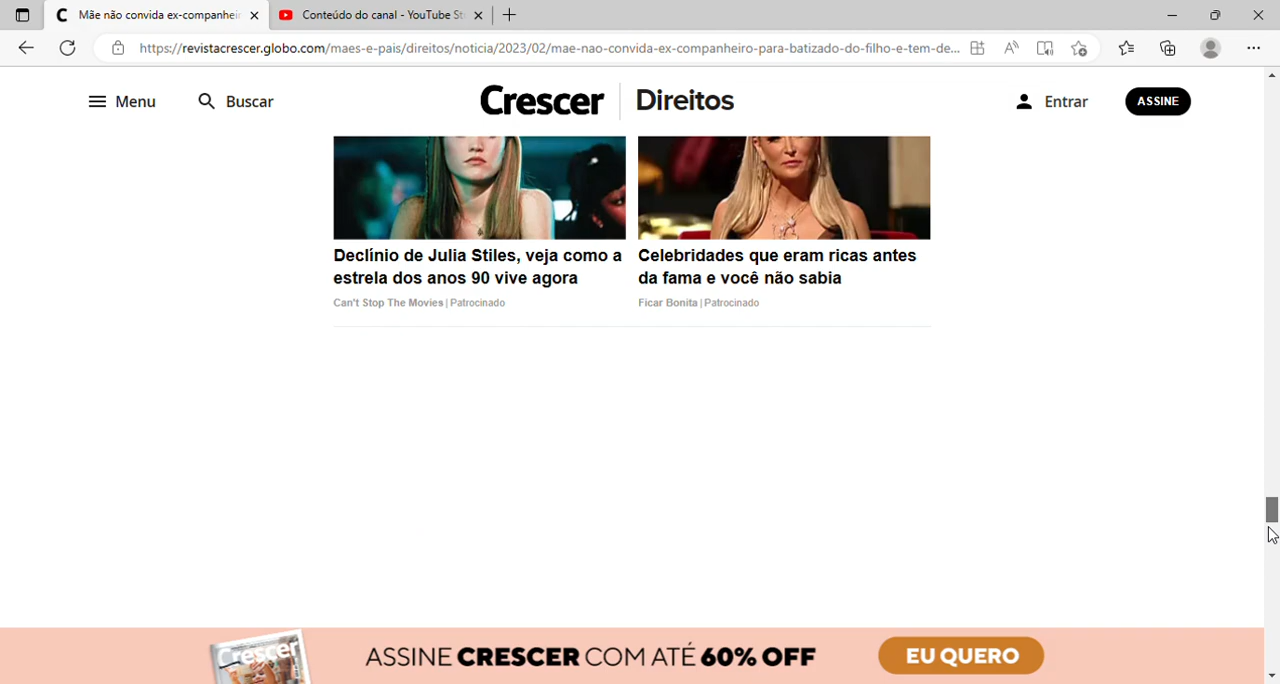 Mãe não convida ex-companhei
Conteúdo do canal - YouTube St
https://revistacrescer.globo.com/maes-e-pais/direitos/noticia/2023/02/mae-nao-convida-ex-companheiro-para-batizado-do-filho-e-tem-de...
Menu
Buscar
Crescer
Direitos
Entrar
ASSINE
Declínio de Julia Stiles, veja como a
estrela dos anos 90 vive agora
Can't Stop The Movies | Patrocinado
Celebridades que eram ricas antes
da fama e você não sabia
Ficar Bonita | Patrocinado
Crescer
ASSINE CRESCER COM ATÉ 60% OFF
EU QUERO